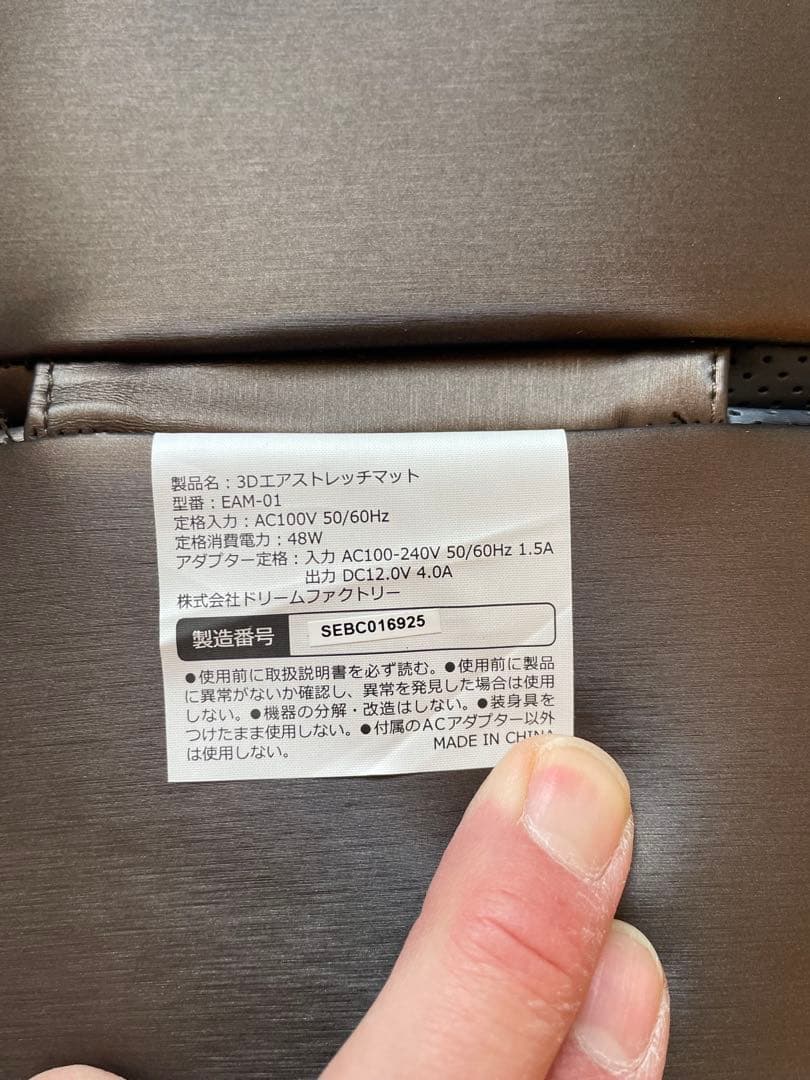 製品名：3Dエアストレッチマット
型番：EAM-01
定格入力：AC100V 50/60Hz
定格消費電力：48W
アダプター定格：入力 AC100-240V 50/60Hz 1.5A
出力 DC12.0V 4.0A
株式会社ドリームファクトリー
製造番号 SEBC016925
●使用前に取扱説明書を必ず読む。●使用前に製品
に異常がないか確認し、異常を発見した場合は使用
しない。●機器の分解・改造はしない。●装身具を
つけたまま使用しない。●付属のACアダプター以外
は使用しない。 MADE IN CHINA